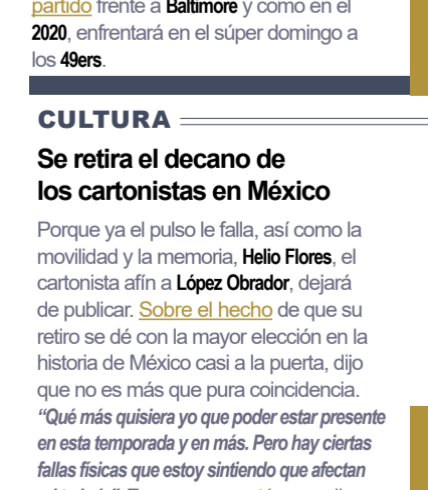 partido frente a Baltimore y como en el
2020, enfrentará en el súper domingo a
los 49ers.
CULTURA
Se retira el decano de
los cartonistas en México
Porque ya el pulso le falla, así como la
movilidad y la memoria, Helio Flores, el
cartonista afín a López Obrador, dejará
de publicar. Sobre el hecho de que su
retiro se dé con la mayor elección en la
historia de México casi a la puerta, dijo
que no es más que pura coincidencia.
“Qué más quisiera yo que poder estar presente
en esta temporada y en más. Pero hay ciertas
fallas físicas que estoy sintiendo que afectan